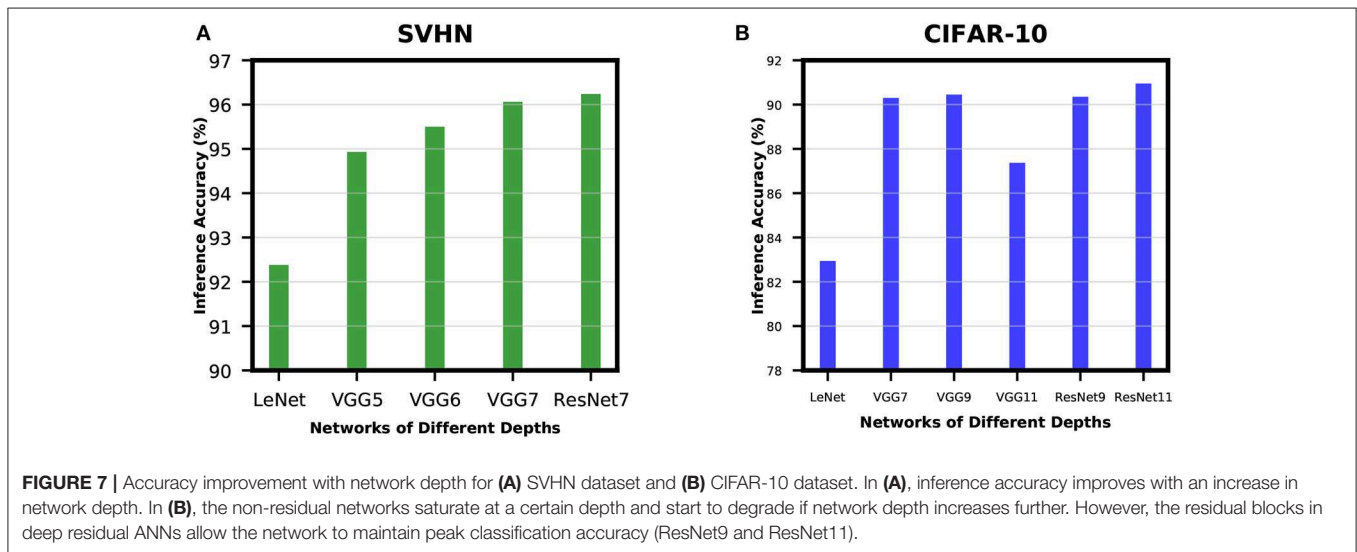 A
SVHN
97
96
95
94
93
92
91
90
Inference Accuracy (%)
LeNet VGG5 VGG6 VGG7 ResNet7
Networks of Different Depths
B
CIFAR-10
92
90
88
86
84
82
80
78
Inference Accuracy (%)
LeNet VGG7 VGG9 VGG11 ResNet9 ResNet11
Networks of Different Depths
FIGURE 7 | Accuracy improvement with network depth for (A) SVHN dataset and (B) CIFAR-10 dataset. In (A), inference accuracy improves with an increase in
network depth. In (B), the non-residual networks saturate at a certain depth and start to degrade if network depth increases further. However, the residual blocks in
deep residual ANNs allow the network to maintain peak classification accuracy (ResNet9 and ResNet11).